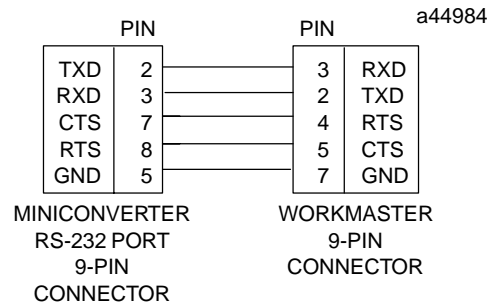 a44984
PIN PIN
TXD 2 3 RXD
RXD 3 2 TXD
CTS 7 4 RTS
RTS 8 5 CTS
GND 5 7 GND
MINICONVERTER WORKMASTER
RS-232 PORT 9-PIN
9-PIN CONNECTOR
CONNECTOR